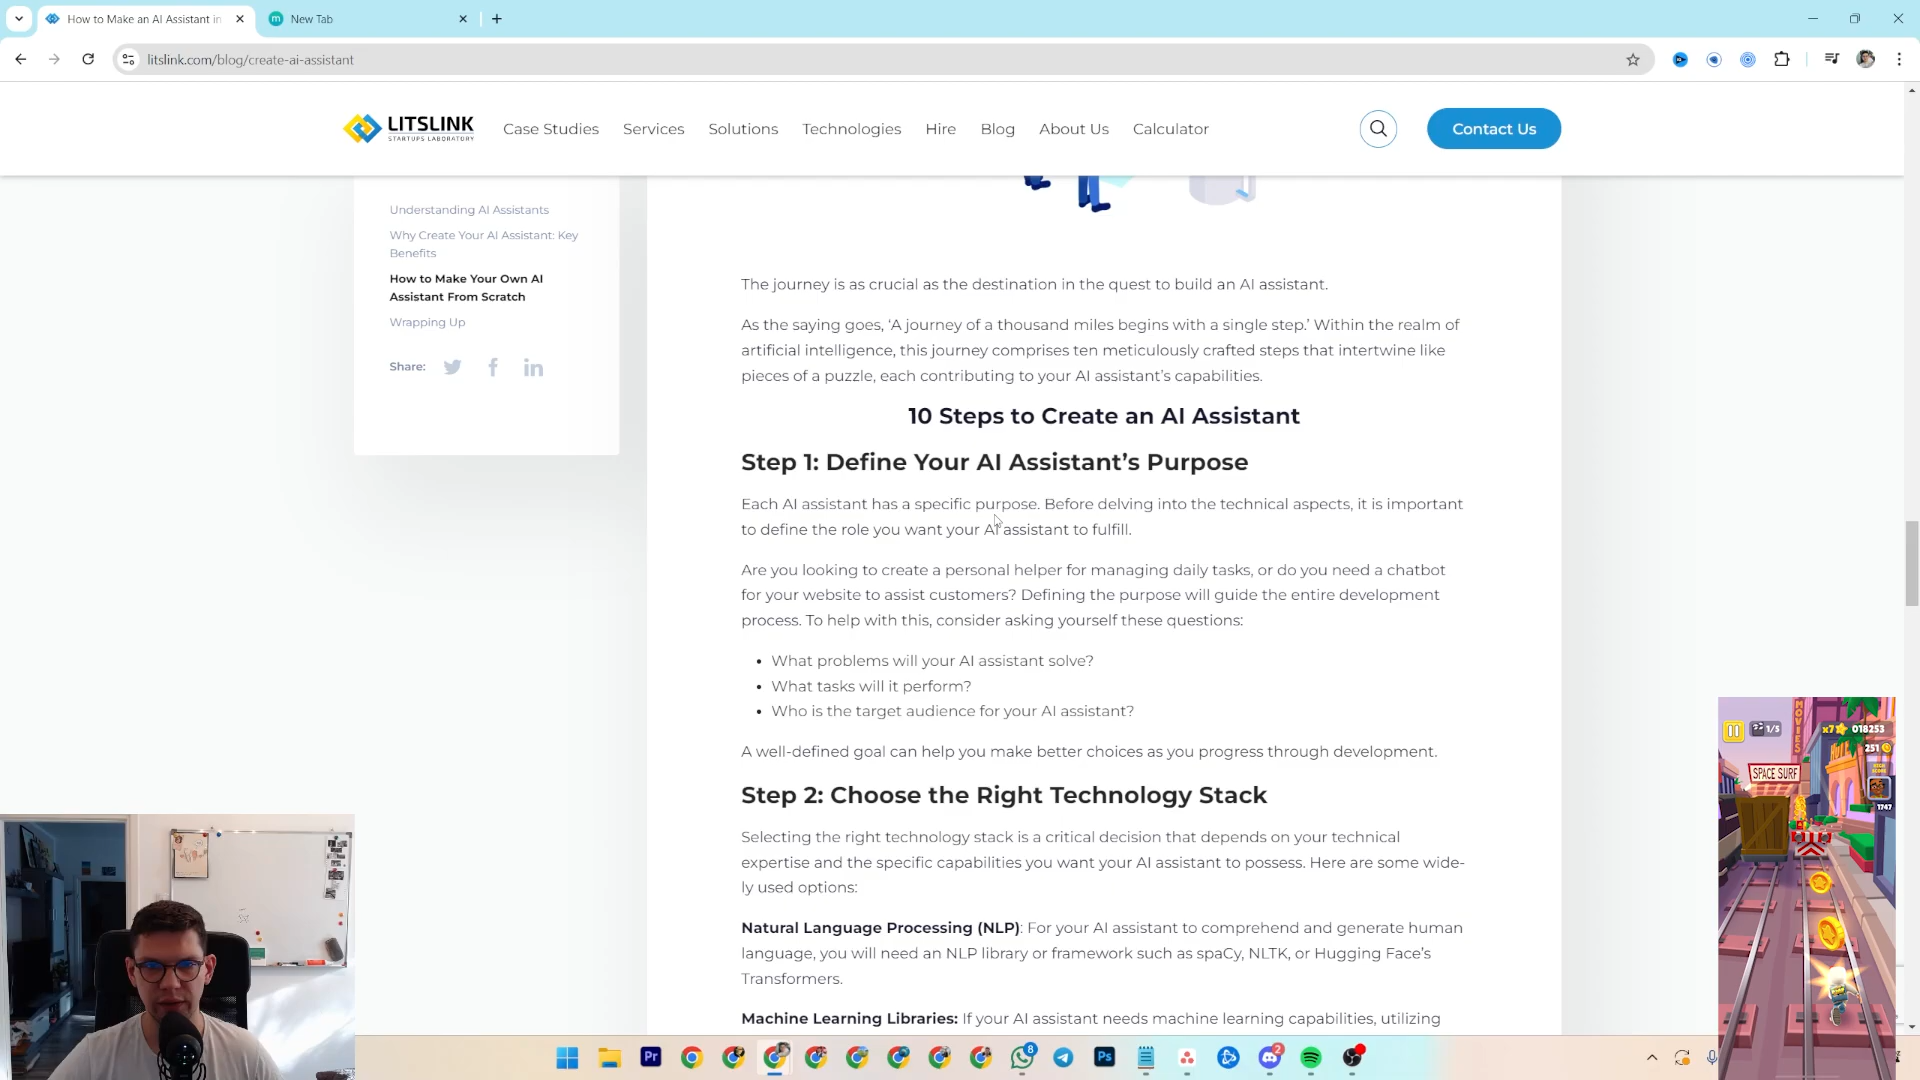 How to Make an AI Assistant in
New Tab
litslink.com/blog/create-ai-assistant
LITSLINK
STARTUPS LABORATORY
Case Studies
Services
Solutions
Technologies
Hire
Blog
About Us
Calculator
Contact Us
Understanding AI Assistants
Why Create Your AI Assistant: Key
Benefits
How to Make Your Own AI
Assistant From Scratch
Wrapping Up
Share:
The journey is as crucial as the destination in the quest to build an AI assistant.
As the saying goes, ‘A journey of a thousand miles begins with a single step.’ Within the realm of
artificial intelligence, this journey comprises ten meticulously crafted steps that intertwine like
pieces of a puzzle, each contributing to your AI assistant’s capabilities.
10 Steps to Create an AI Assistant
Step 1: Define Your AI Assistant’s Purpose
Each AI assistant has a specific purpose. Before delving into the technical aspects, it is important
to define the role you want your AI assistant to fulfill.
Are you looking to create a personal helper for managing daily tasks, or do you need a chatbot
for your website to assist customers? Defining the purpose will guide the entire development
process. To help with this, consider asking yourself these questions:
• What problems will your AI assistant solve?
• What tasks will it perform?
• Who is the target audience for your AI assistant?
A well-defined goal can help you make better choices as you progress through development.
Step 2: Choose the Right Technology Stack
Selecting the right technology stack is a critical decision that depends on your technical
expertise and the specific capabilities you want your AI assistant to possess. Here are some wide-
ly used options:
Natural Language Processing (NLP): For your AI assistant to comprehend and generate human
language, you will need an NLP library or framework such as spaCy, NLTK, or Hugging Face’s
Transformers.
Machine Learning Libraries: If your AI assistant needs machine learning capabilities, utilizing
MOVIES
1/5
x7
018253
251
SPACE SURF
1747
Pr
8
Ps
2